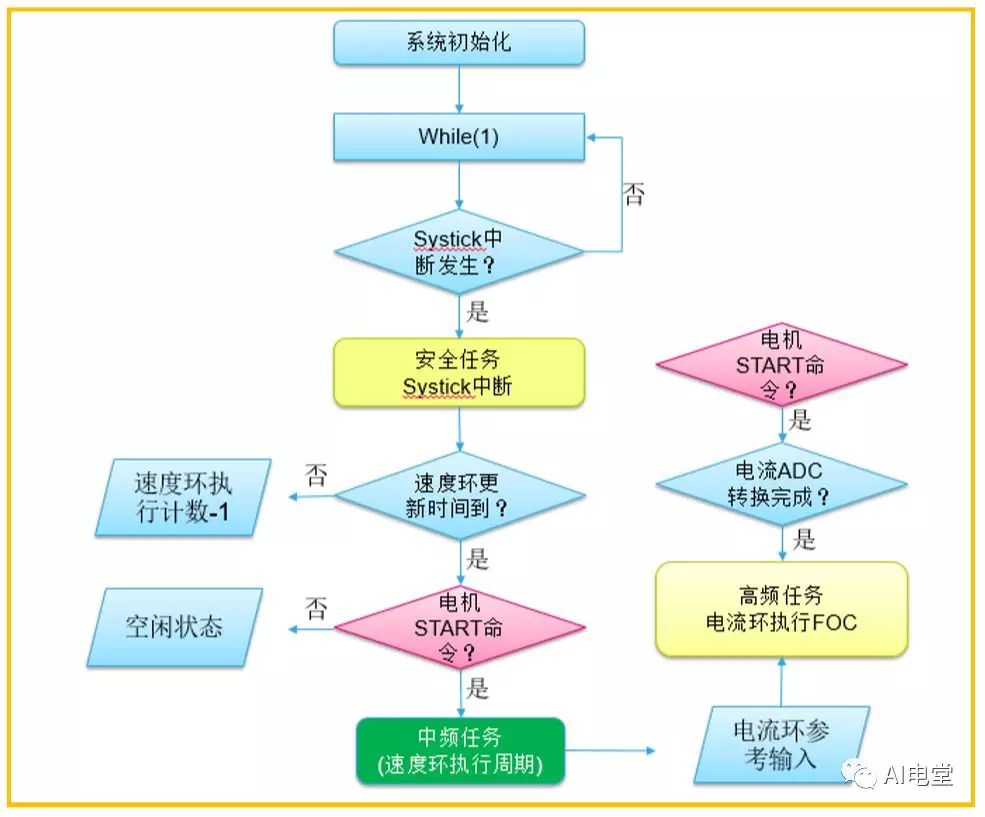 系统初始化
While(1)
否
Systick中
断发生？
是
安全任务
Systick中断
速度环更
新时间到？
否
速度环执
行计数-1
是
电机
START命
令？
否
空闲状态
是
中频任务
(速度环执行周期)
电机
START命
令？
是
电流ADC
转换完成？
是
高频任务
电流环执行FOC
电流环参
考输入
AI电堂